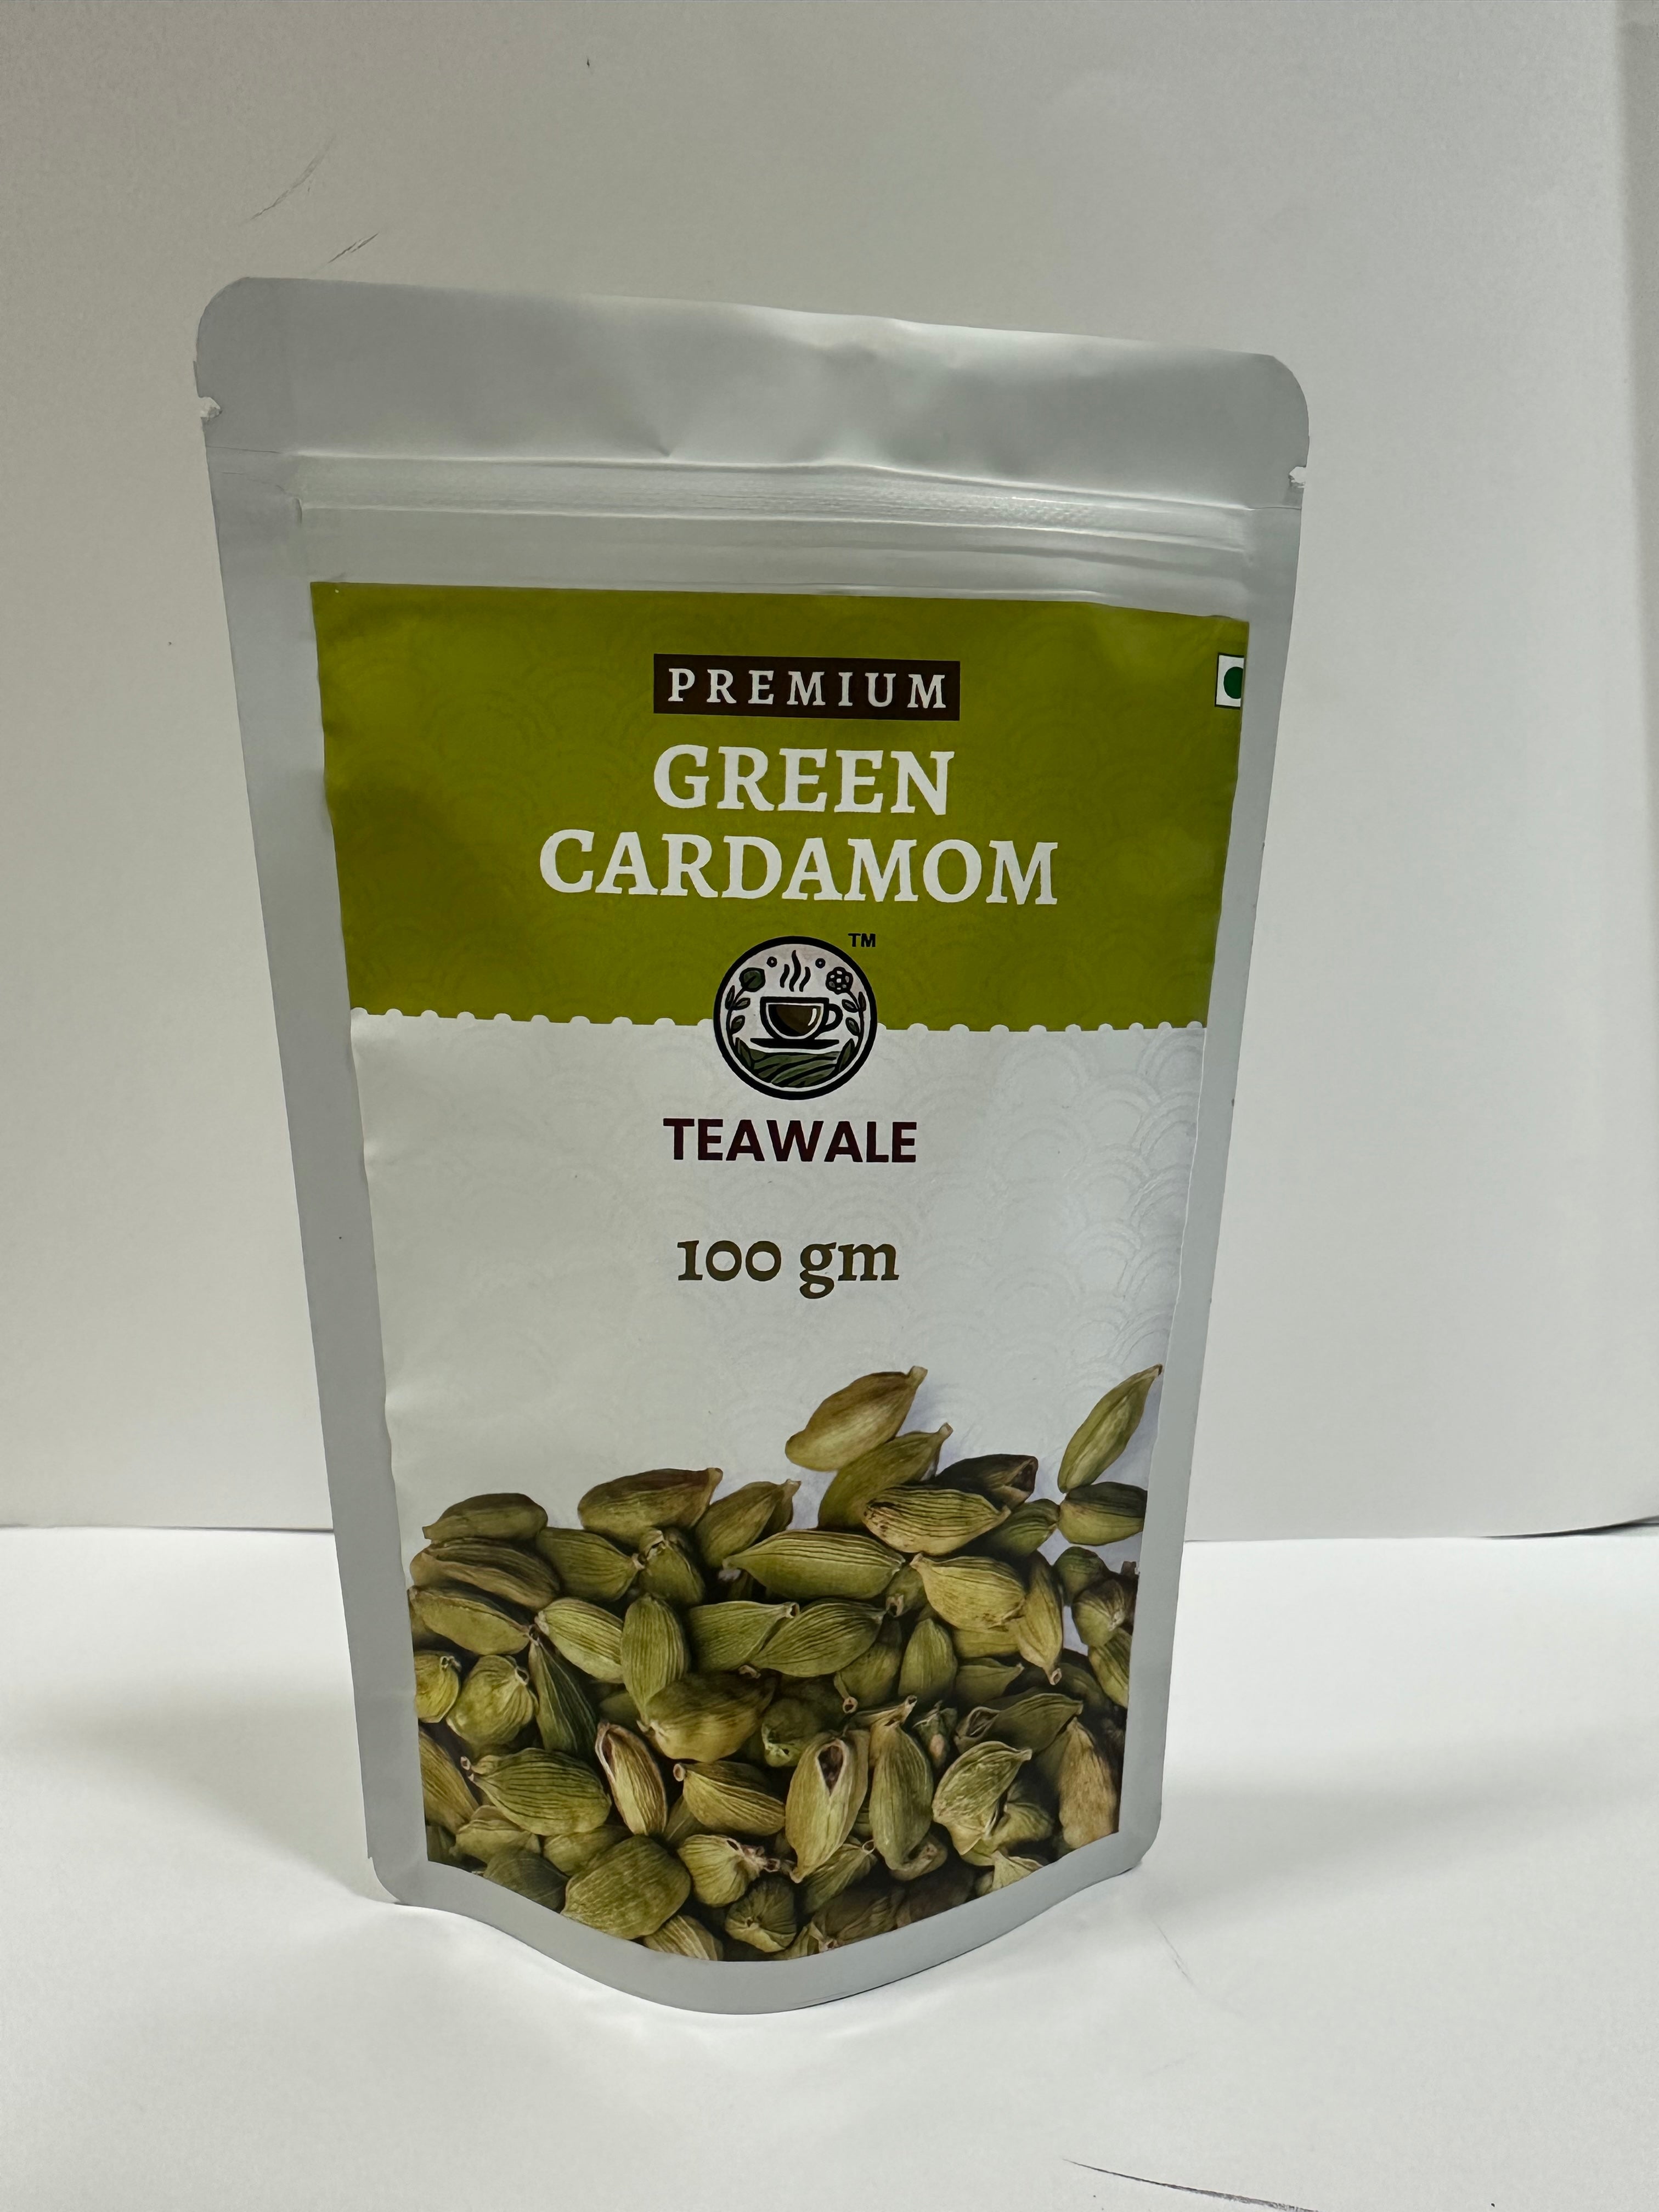 PREMIUM
GREEN
CARDAMOM
TM
TEAWALE
100 gm